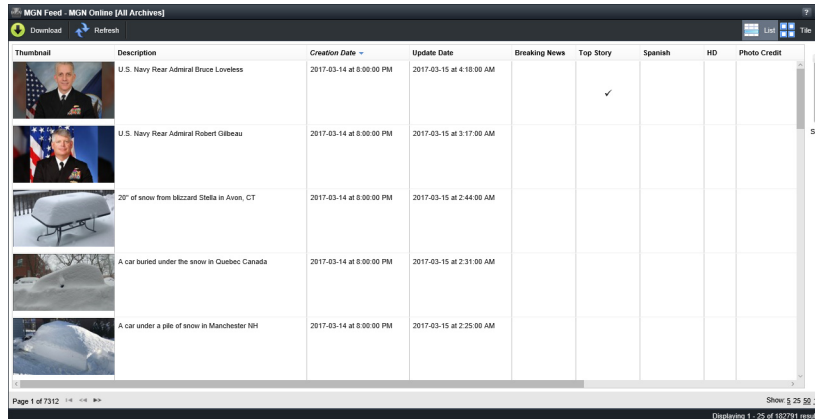 MGN Feed - MGN Online [All Archives] ?
Download Refresh List Tile
Thumbnail Description Creation Date Update Date Breaking News Top Story Spanish HD Photo Credit
U.S. Navy Rear Admiral Bruce Loveless 2017-03-14 at 8:00:00 PM 2017-03-15 at 4:18:00 AM ✓
U.S. Navy Rear Admiral Robert Gilbeau 2017-03-14 at 8:00:00 PM 2017-03-15 at 3:17:00 AM
20" of snow from blizzard Stella in Avon, CT 2017-03-14 at 8:00:00 PM 2017-03-15 at 2:44:00 AM
A car buried under the snow in Quebec Canada 2017-03-14 at 8:00:00 PM 2017-03-15 at 2:31:00 AM
A car under a pile of snow in Manchester NH 2017-03-14 at 8:00:00 PM 2017-03-15 at 2:25:00 AM
Page 1 of 7312 Show: 5 25 50
Displaying 1 - 25 of 182791